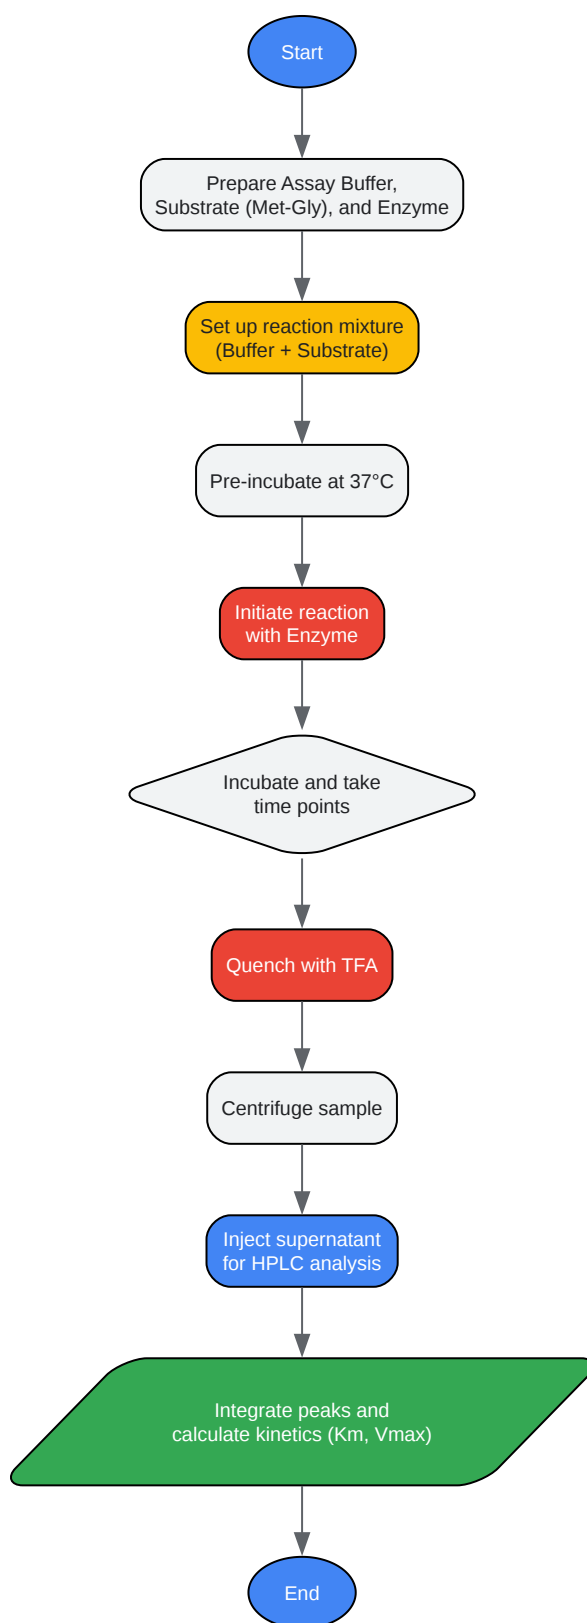 Start
Prepare Assay Buffer,
Substrate (Met-Gly), and Enzyme
Set up reaction mixture
(Buffer + Substrate)
Pre-incubate at 37°C
Initiate reaction
with Enzyme
Incubate and take
time points
Quench with TFA
Centrifuge sample
Inject supernatant
for HPLC analysis
Integrate peaks and
calculate kinetics (Km, Vmax)
End